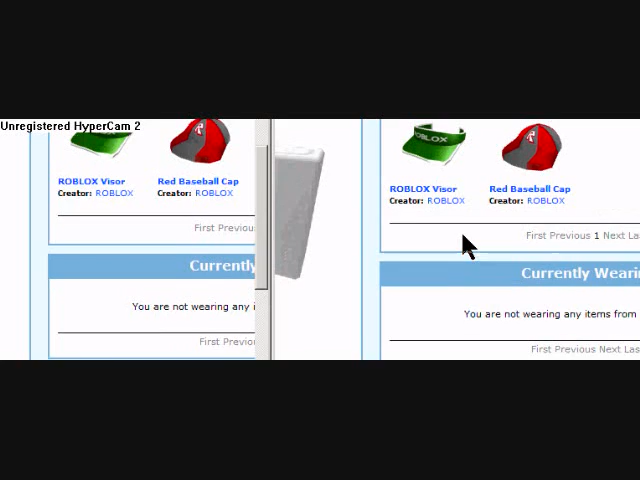 Unregistered HyperCam 2
ROBLOX Visor
Creator: ROBLOX
Red Baseball Cap
Creator: ROBLOX
First Previou
Currently
You are not wearing any i
First Previou
ROBLOX
R
ROBLOX Visor
Creator: ROBLOX
Red Baseball Cap
Creator: ROBLOX
First Previous 1 Next Las
Currently Weari
You are not wearing any items from
First Previous Next Las